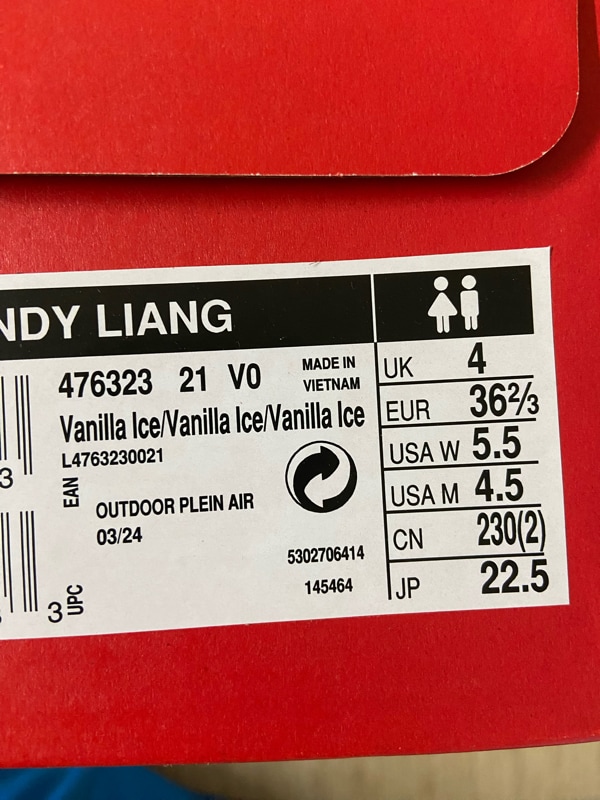 NDY LIANG
476323 21 V0
MADE IN
VIETNAM
Vanilla Ice/Vanilla Ice/Vanilla Ice
L4763230021
3
EAN
OUTDOOR PLEIN AIR
03/24
5302706414
145464
3
UPC
UK 4
EUR 36⅔
USA W 5.5
USA M 4.5
CN 230(2)
JP 22.5